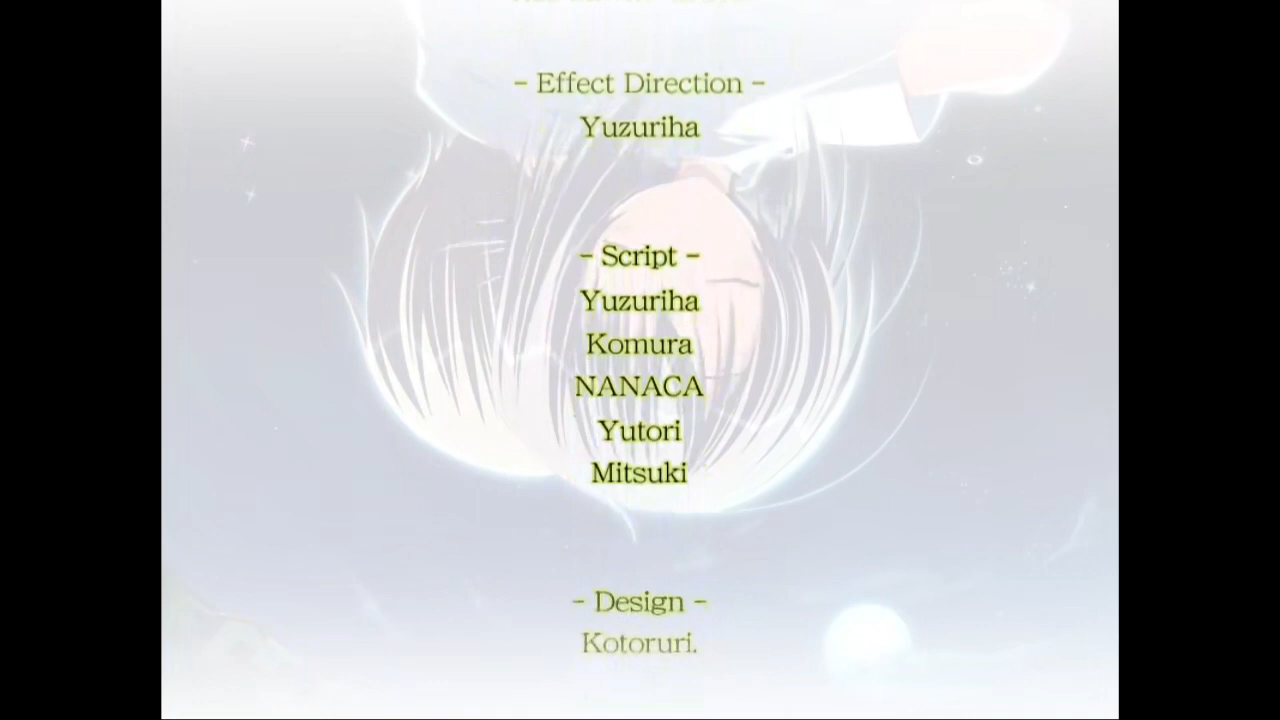 - Effect Direction -
Yuzuriha
- Script -
Yuzuriha
Komura
NANACA
Yutori
Mitsuki
- Design -
Kotoruri.